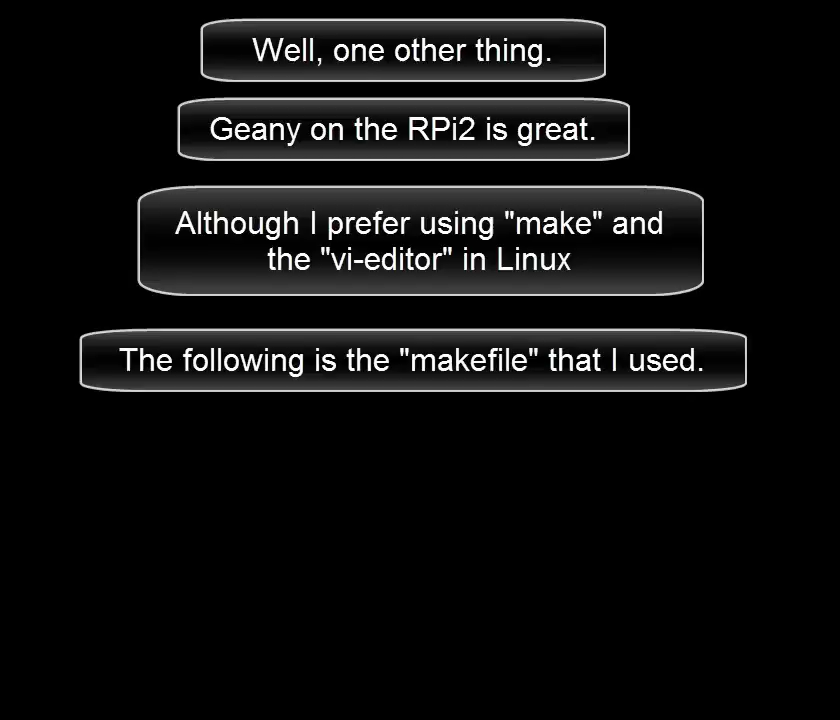 Well, one other thing.
Geany on the RPi2 is great.
Although I prefer using "make" and
the "vi-editor" in Linux
The following is the "makefile" that I used.